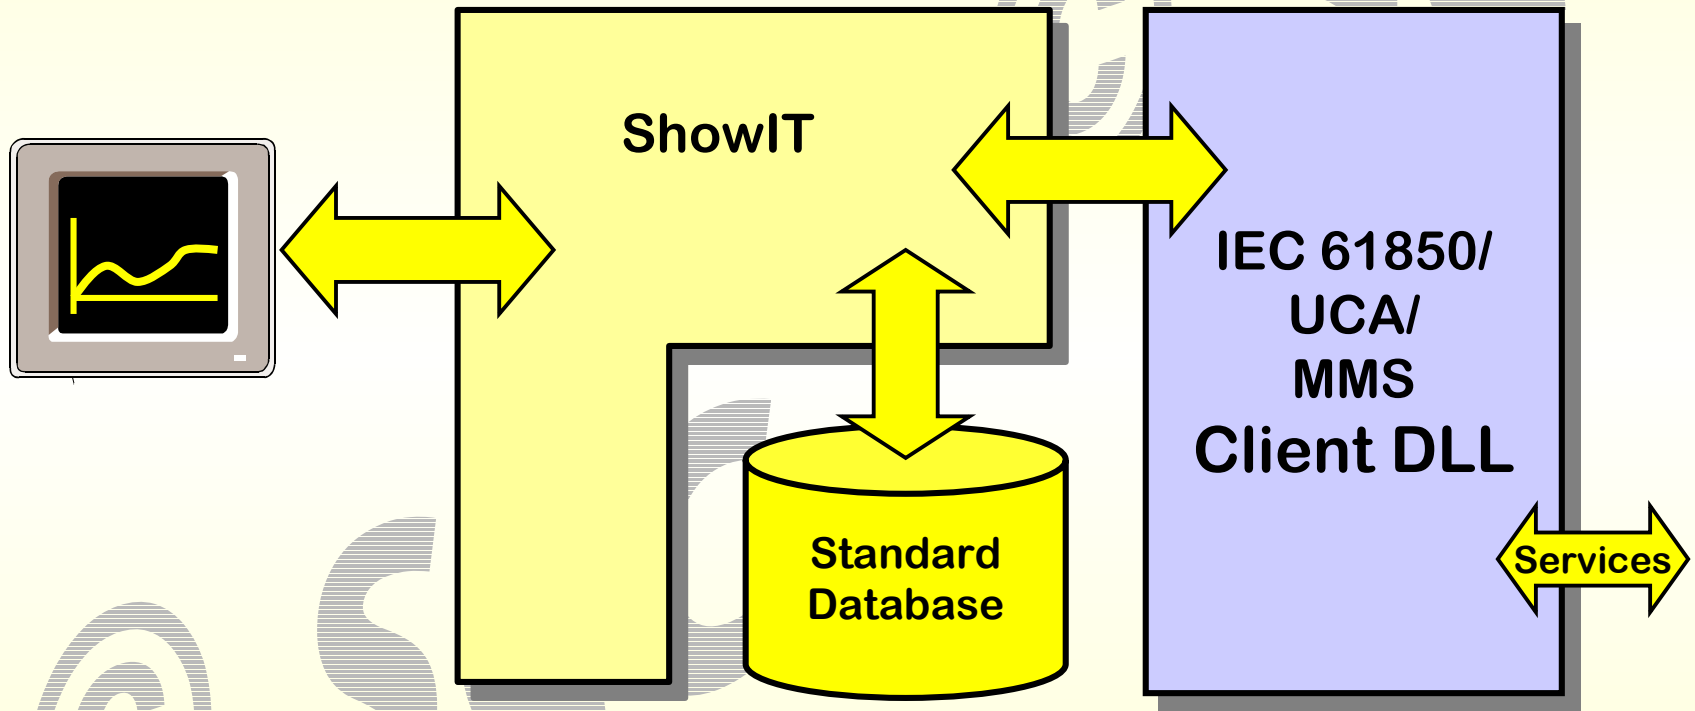 ShowIT
IEC 61850/
UCA/
MMS
Client DLL
Standard
Database
Services